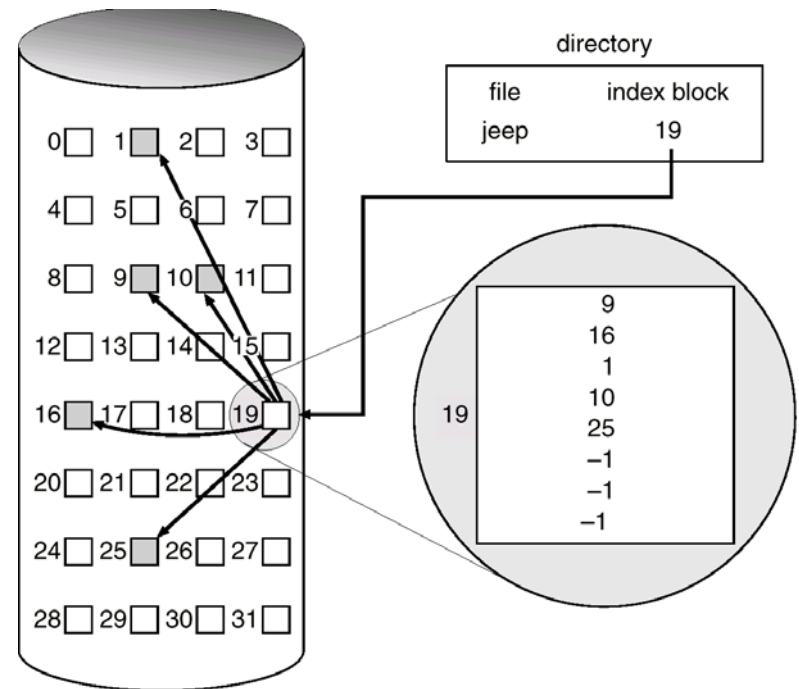 directory
file index block
jeep 19
0 1 2 3
4 5 6 7
8 9 10 11
12 13 14 15
16 17 18 19
20 21 22 23
24 25 26 27
28 29 30 31
19
9
16
1
10
25
–1
–1
–1